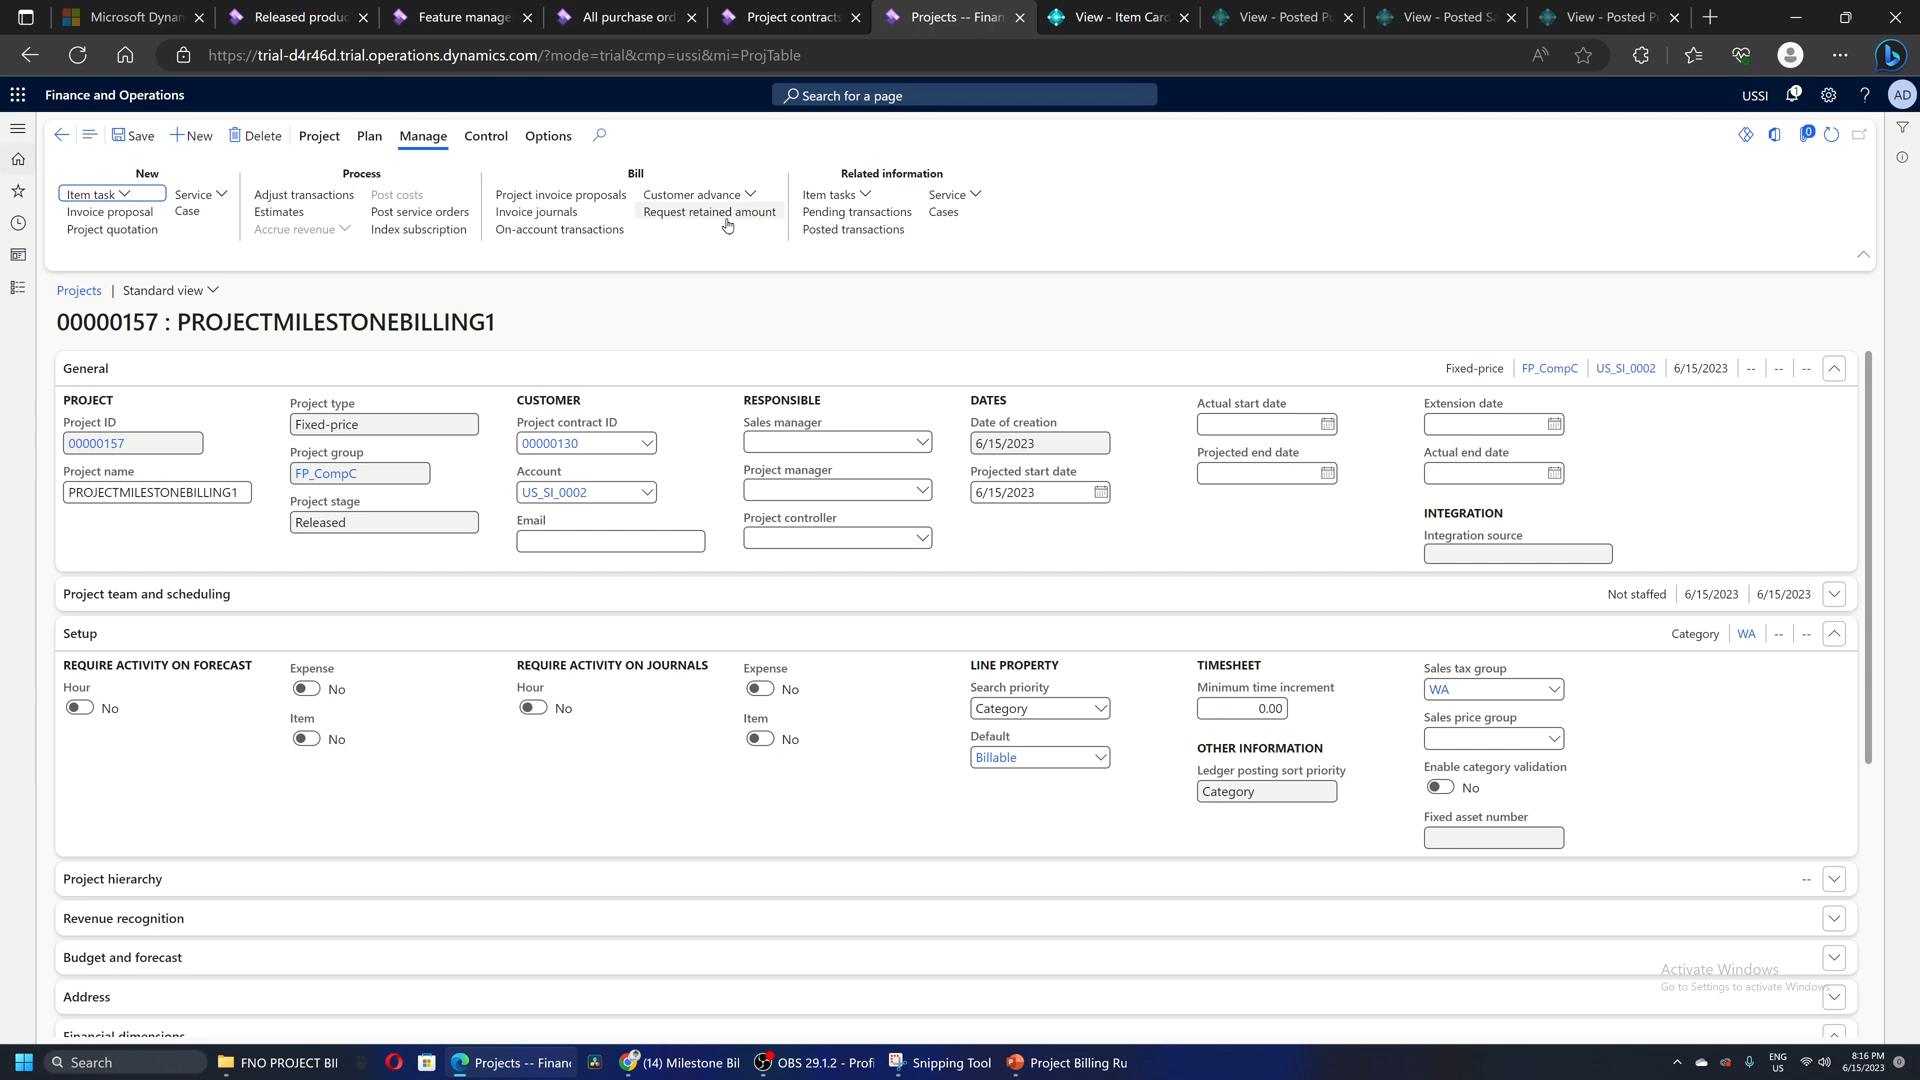 Microsoft Dynan
Released produc
Feature manage
All purchase ord
Project contracts
Projects -- Finan
View - Item Card
View - Posted Pu
View - Posted Sa
View - Posted Pu
https://trial-d4r46d.trial.operations.dynamics.com/?mode=trial&cmp=ussi&mi=ProjTable
Finance and Operations
Search for a page
USSI
1
?
AD
Save
New
Delete
Project
Plan
Manage
Control
Options
0
New
Item task
Service
Invoice proposal
Case
Project quotation
Process
Adjust transactions
Post costs
Estimates
Post service orders
Accrue revenue
Index subscription
Bill
Project invoice proposals
Customer advance
Invoice journals
Request retained amount
On-account transactions
Related information
Item tasks
Service
Pending transactions
Cases
Posted transactions
Projects | Standard view
00000157 : PROJECTMILESTONEBILLING1
General
Fixed-price | FP_CompC | US_SI_0002 | 6/15/2023 | -- | -- | --
PROJECT
Project ID
00000157
Project name
PROJECTMILESTONEBILLING1
Project type
Fixed-price
Project group
FP_CompC
Project stage
Released
CUSTOMER
Project contract ID
00000130
Account
US_SI_0002
Email
RESPONSIBLE
Sales manager
Project manager
Project controller
DATES
Date of creation
6/15/2023
Projected start date
6/15/2023
Actual start date
Projected end date
Extension date
Actual end date
INTEGRATION
Integration source
Project team and scheduling
Not staffed | 6/15/2023 | 6/15/2023
Setup
Category | WA | -- | --
REQUIRE ACTIVITY ON FORECAST
Hour
No
Expense
No
Item
No
REQUIRE ACTIVITY ON JOURNALS
Hour
No
Expense
No
Item
No
LINE PROPERTY
Search priority
Category
Default
Billable
TIMESHEET
Minimum time increment
0.00
OTHER INFORMATION
Ledger posting sort priority
Category
Sales tax group
WA
Sales price group
Enable category validation
No
Fixed asset number
Project hierarchy
--
Revenue recognition
Budget and forecast
Address
Financial dimensions
Activate Windows
Go to Settings to activate Windows.
Search
FNO PROJECT BII
Projects -- Finan
(14) Milestone Bil
OBS 29.1.2 - Profi
Snipping Tool
Project Billing Ru
ENG
US
8:16 PM
6/15/2023